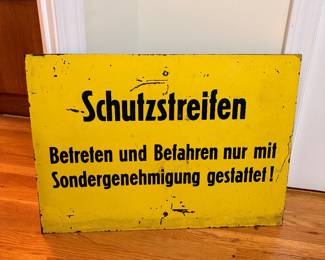 Schutzstreifen
Betreten und Befahren nur mit
Sondergenehmigung gestattet!